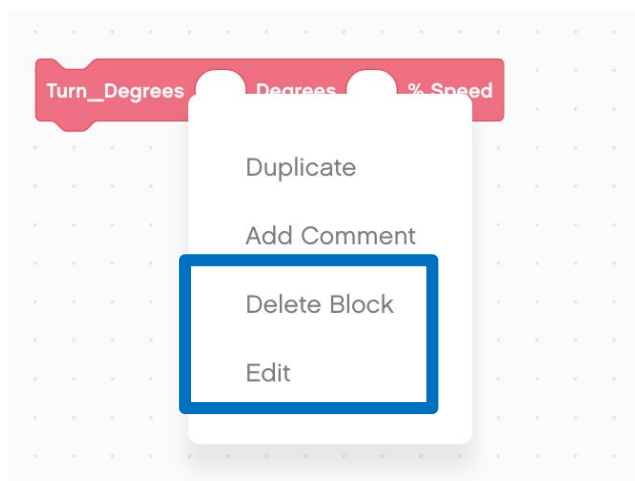 Turn_Degrees Degrees % Speed
Duplicate
Add Comment
Delete Block
Edit